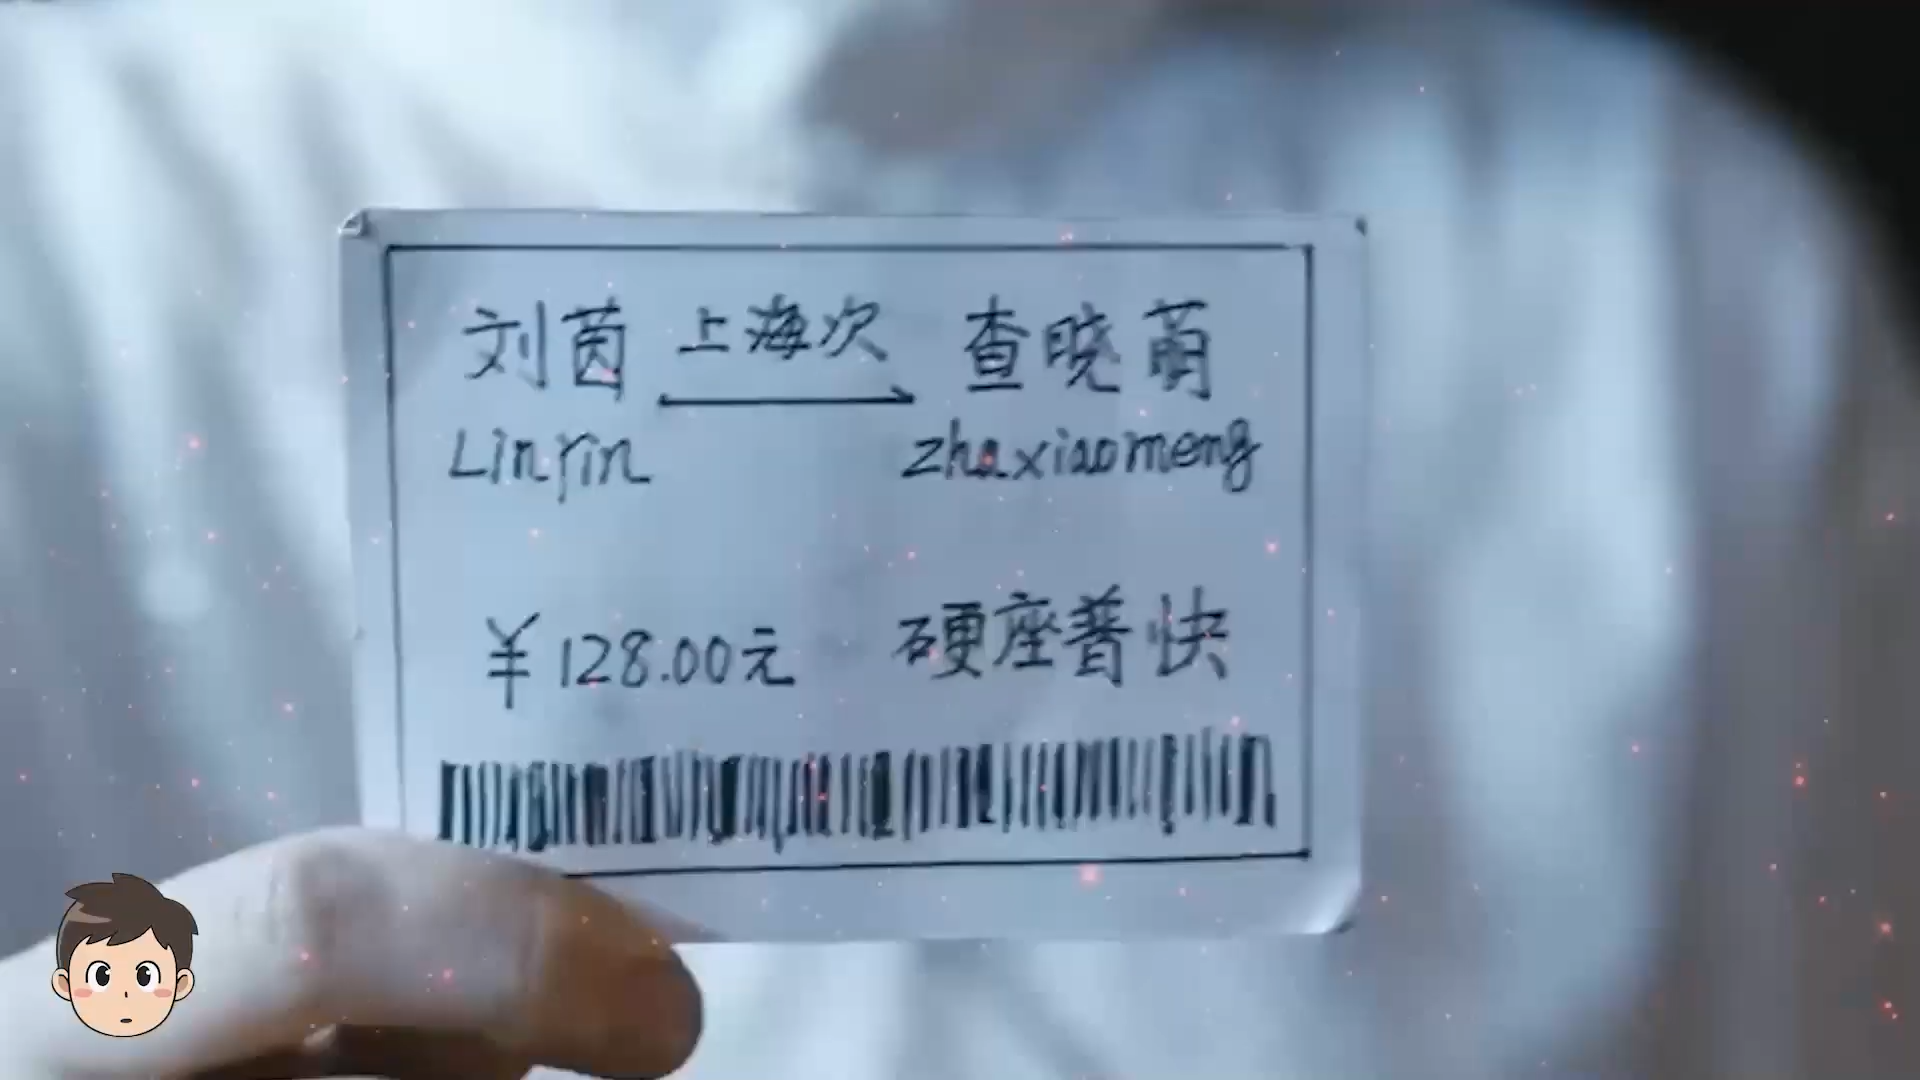 刘茵 上海次 查晓萌
Linyin zhaxiaomeng
¥128.00元 硬座普快